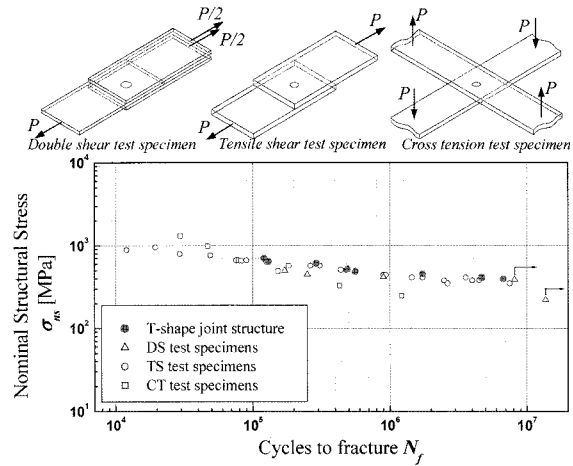 P/2
P/2
P
P
P
P
P
P
P
Double shear test specimen
Tensile shear test specimen
Cross tension test specimen
Nominal Structural Stress
σns [MPa]
10^4
10^3
10^2
10^1
T-shape joint structure
DS test specimens
TS test specimens
CT test specimens
10^4
10^5
10^6
10^7
Cycles to fracture Nf